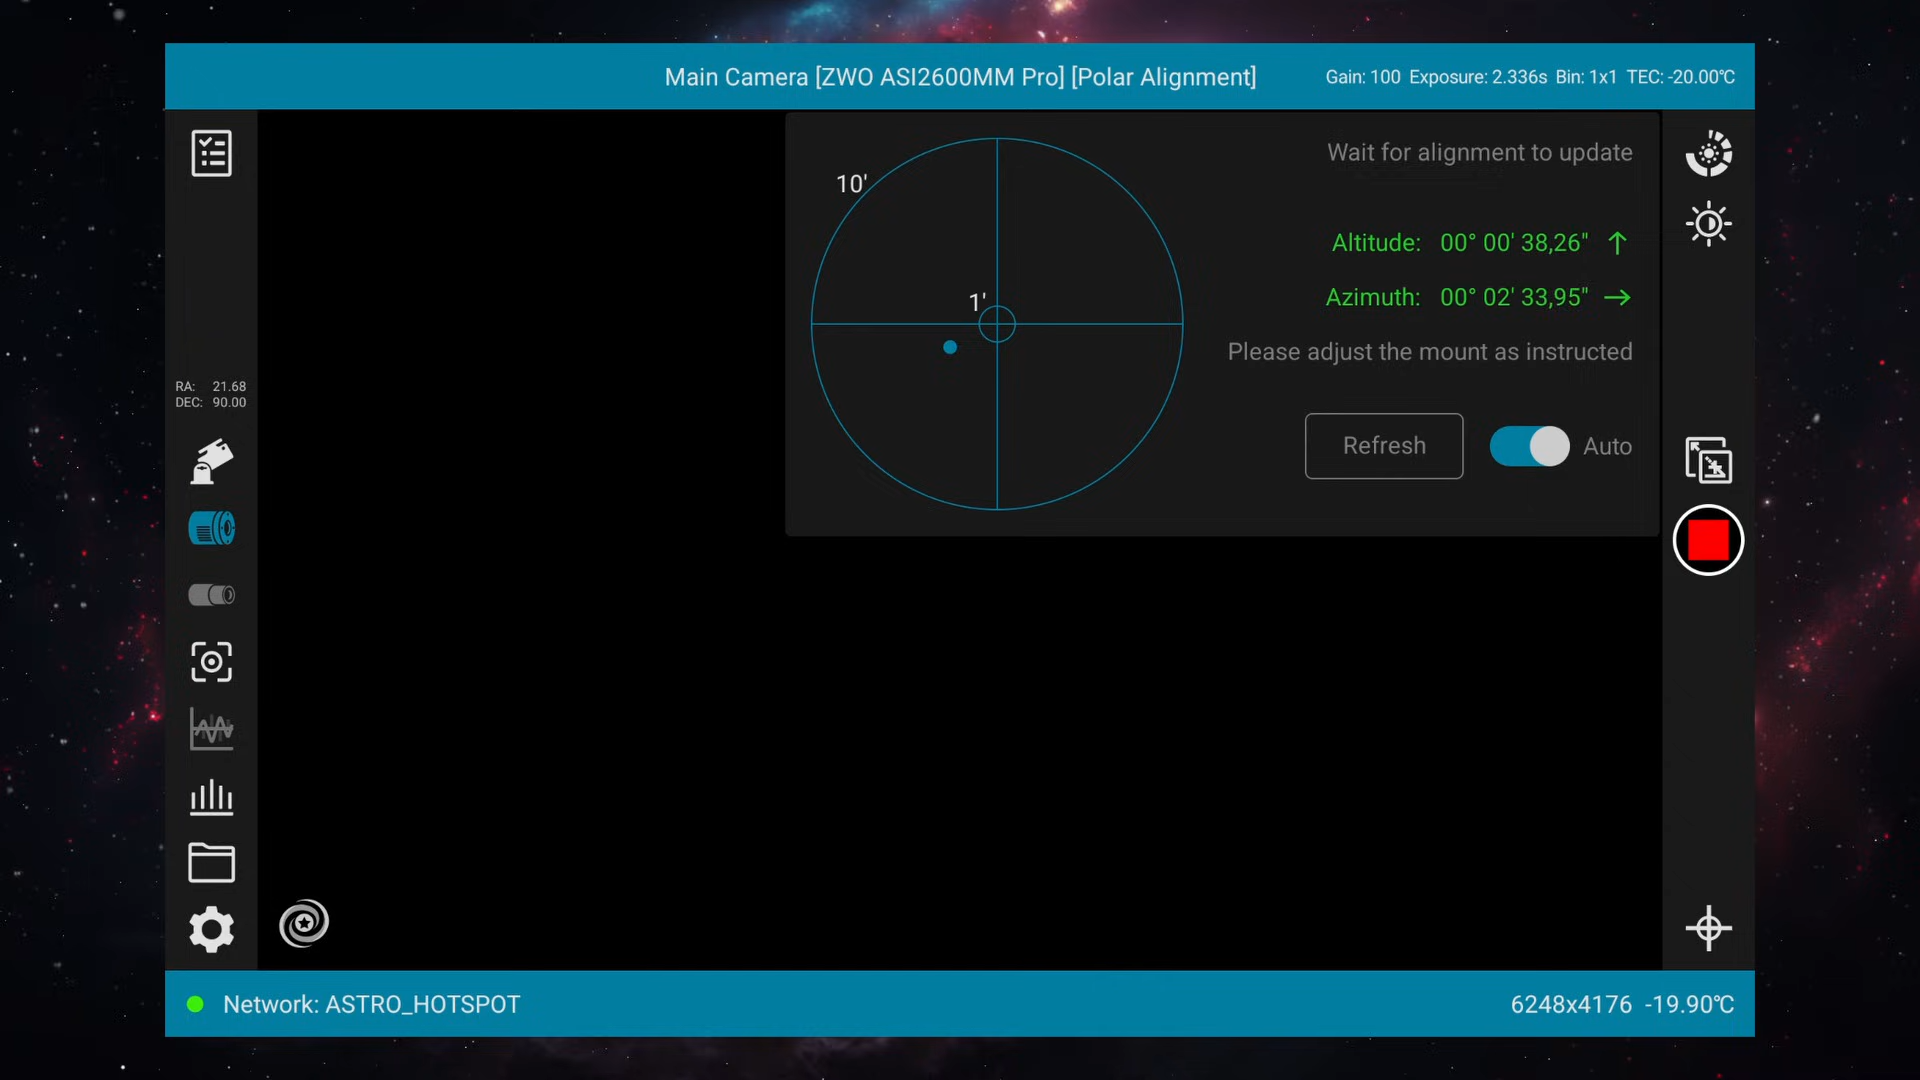 Main Camera [ZWO ASI2600MM Pro] [Polar Alignment]
Gain: 100 Exposure: 2.336s Bin: 1x1 TEC: -20.00℃
10'
1'
Wait for alignment to update
Altitude: 00° 00' 38,26" ↑
Azimuth: 00° 02' 33,95" →
Please adjust the mount as instructed
Refresh
Auto
RA: 21.68
DEC: 90.00
Network: ASTRO_HOTSPOT
6248x4176 -19.90℃